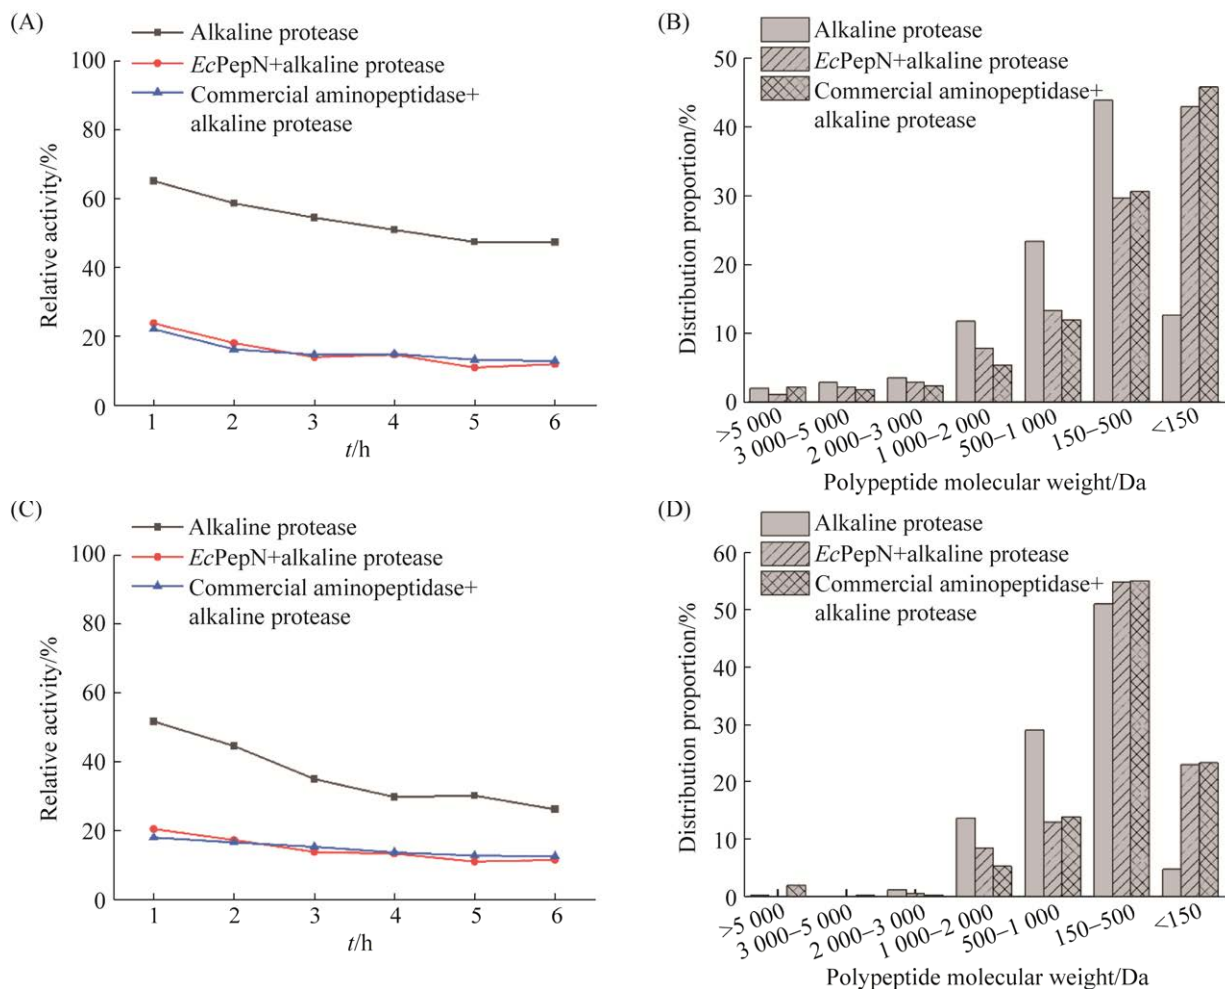 (A)
Alkaline protease
EcPepN+alkaline protease
Commercial aminopeptidase+
alkaline protease
Relative activity/%
100
80
60
40
20
0
1 2 3 4 5 6
t/h
(B)
Alkaline protease
EcPepN+alkaline protease
Commercial aminopeptidase+
alkaline protease
Distribution proportion/%
50
40
30
20
10
0
>5 000
3 000–5 000
2 000–3 000
1 000–2 000
500–1 000
150–500
<150
Polypeptide molecular weight/Da
(C)
Alkaline protease
EcPepN+alkaline protease
Commercial aminopeptidase+
alkaline protease
Relative activity/%
100
80
60
40
20
0
1 2 3 4 5 6
t/h
(D)
Alkaline protease
EcPepN+alkaline protease
Commercial aminopeptidase+
alkaline protease
Distribution proportion/%
60
50
40
30
20
10
0
>5 000
3 000–5 000
2 000–3 000
1 000–2 000
500–1 000
150–500
<150
Polypeptide molecular weight/Da